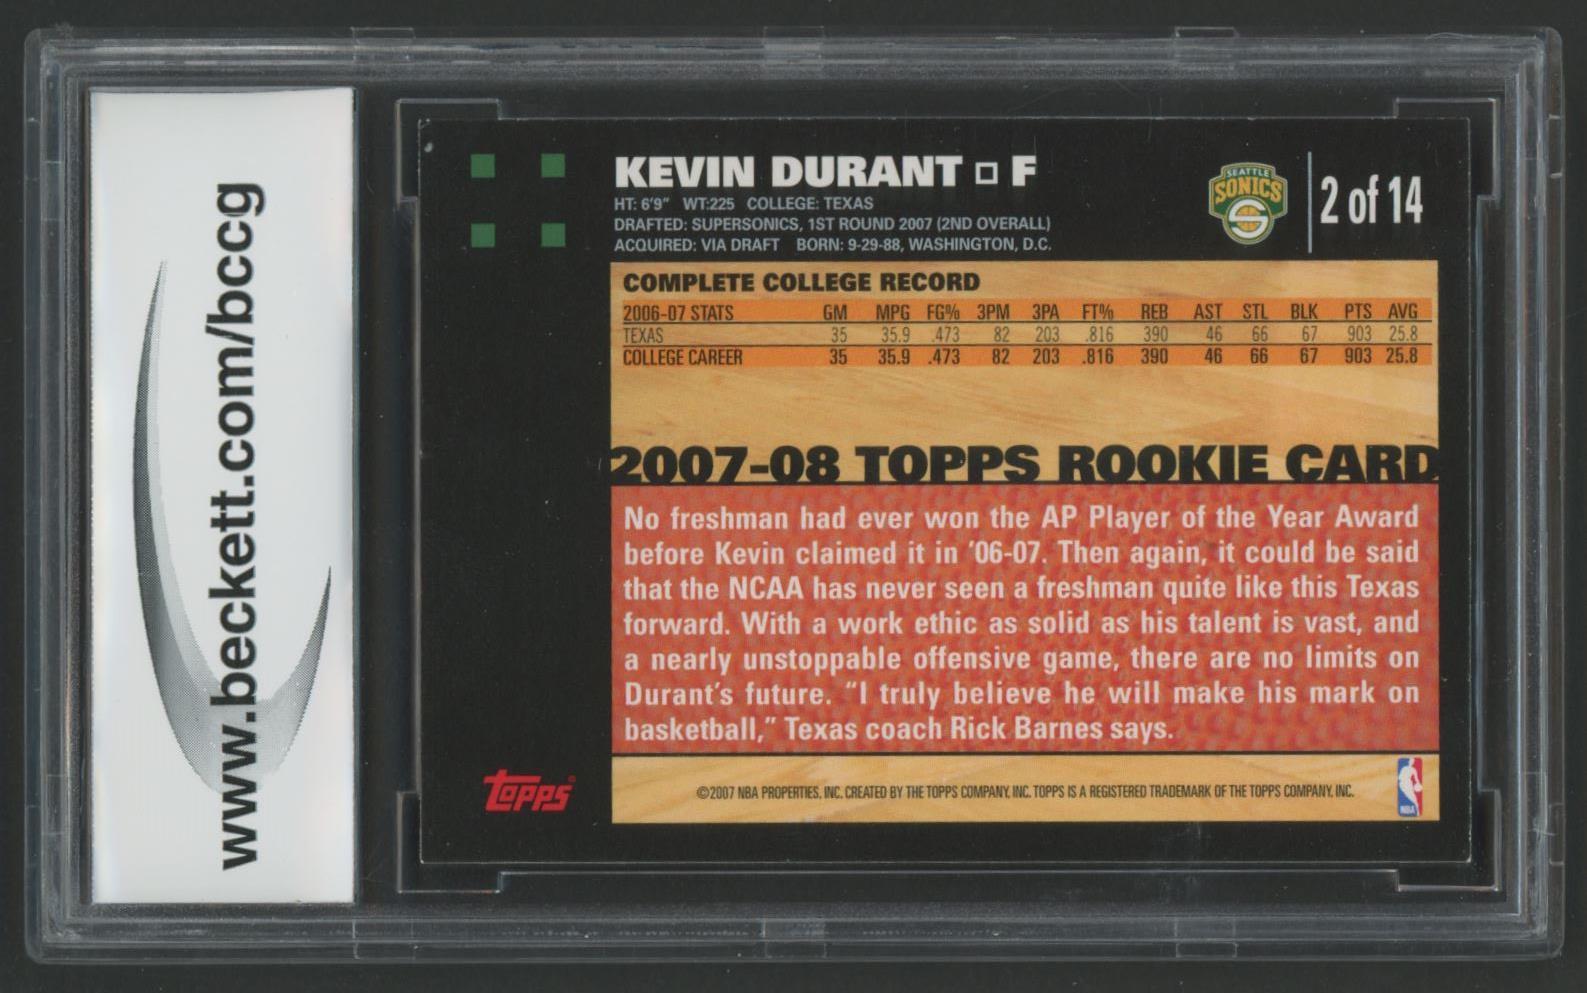 www.beckett.com/bccg
KEVIN DURANT □ F
HT: 6'9" WT:225 COLLEGE: TEXAS
DRAFTED: SUPERSONICS, 1ST ROUND 2007 (2ND OVERALL)
ACQUIRED: VIA DRAFT BORN: 9-29-88, WASHINGTON, D.C.
SEATTLE
SONICS
S
2 of 14
COMPLETE COLLEGE RECORD
2006-07 STATS GM MPG FG% 3PM 3PA FT% REB AST STL BLK PTS AVG
TEXAS 35 35.9 .473 82 203 .816 390 46 66 67 903 25.8
COLLEGE CAREER 35 35.9 .473 82 203 .816 390 46 66 67 903 25.8
2007-08 TOPPS ROOKIE CARD
No freshman had ever won the AP Player of the Year Award
before Kevin claimed it in '06-07. Then again, it could be said
that the NCAA has never seen a freshman quite like this Texas
forward. With a work ethic as solid as his talent is vast, and
a nearly unstoppable offensive game, there are no limits on
Durant's future. "I truly believe he will make his mark on
basketball," Texas coach Rick Barnes says.
Topps®
©2007 NBA PROPERTIES, INC. CREATED BY THE TOPPS COMPANY, INC. TOPPS IS A REGISTERED TRADEMARK OF THE TOPPS COMPANY, INC.
NBA